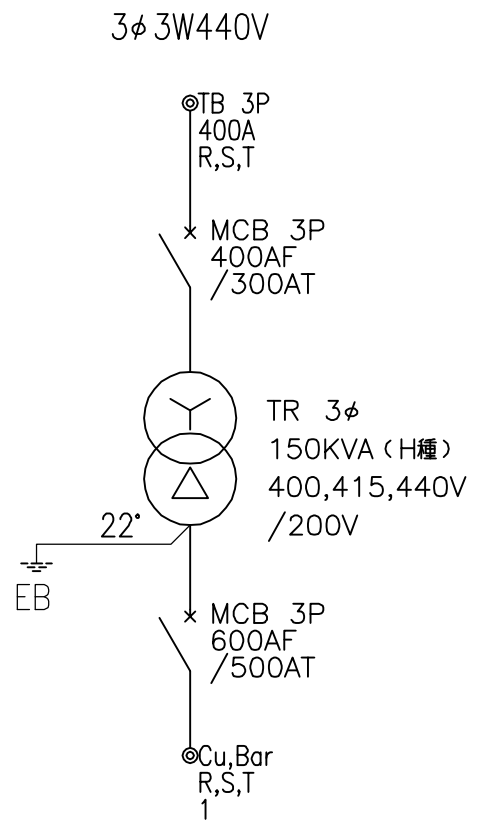 3φ3W440V
TB 3P
400A
R,S,T
MCB 3P
400AF
/300AT
TR 3φ
150KVA(H種)
400,415,440V
/200V
22°
EB
MCB 3P
600AF
/500AT
Cu,Bar
R,S,T
1